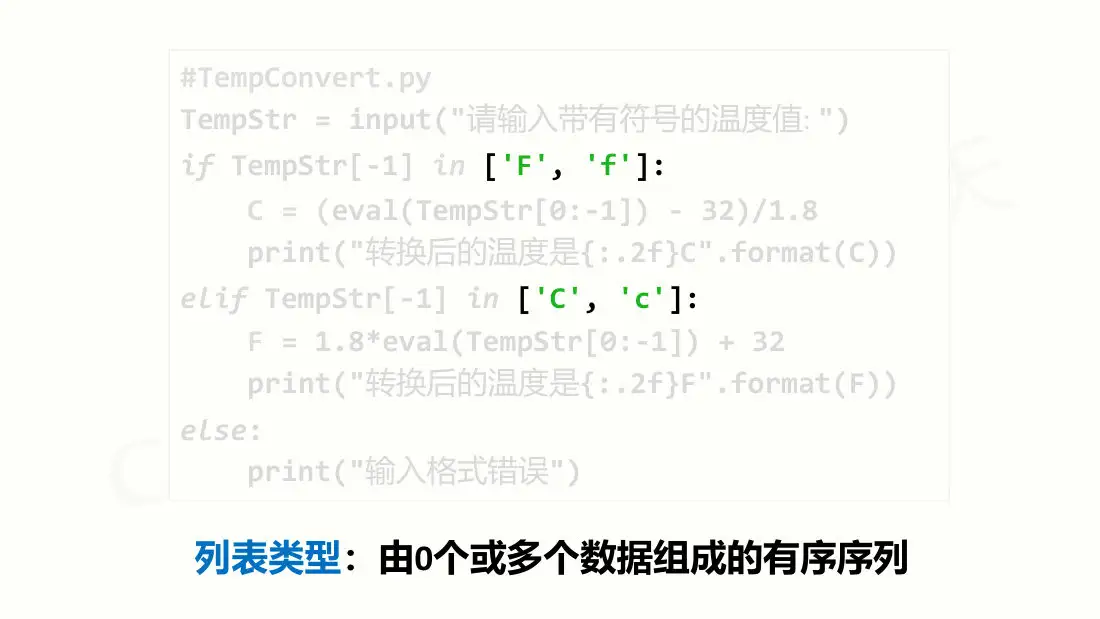 #TempConvert.py
TempStr = input("请输入带有符号的温度值: ")
if TempStr[-1] in ['F', 'f']:
    C = (eval(TempStr[0:-1]) - 32)/1.8
    print("转换后的温度是{:.2f}C".format(C))
elif TempStr[-1] in ['C', 'c']:
    F = 1.8*eval(TempStr[0:-1]) + 32
    print("转换后的温度是{:.2f}F".format(F))
else:
    print("输入格式错误")
列表类型：由0个或多个数据组成的有序序列